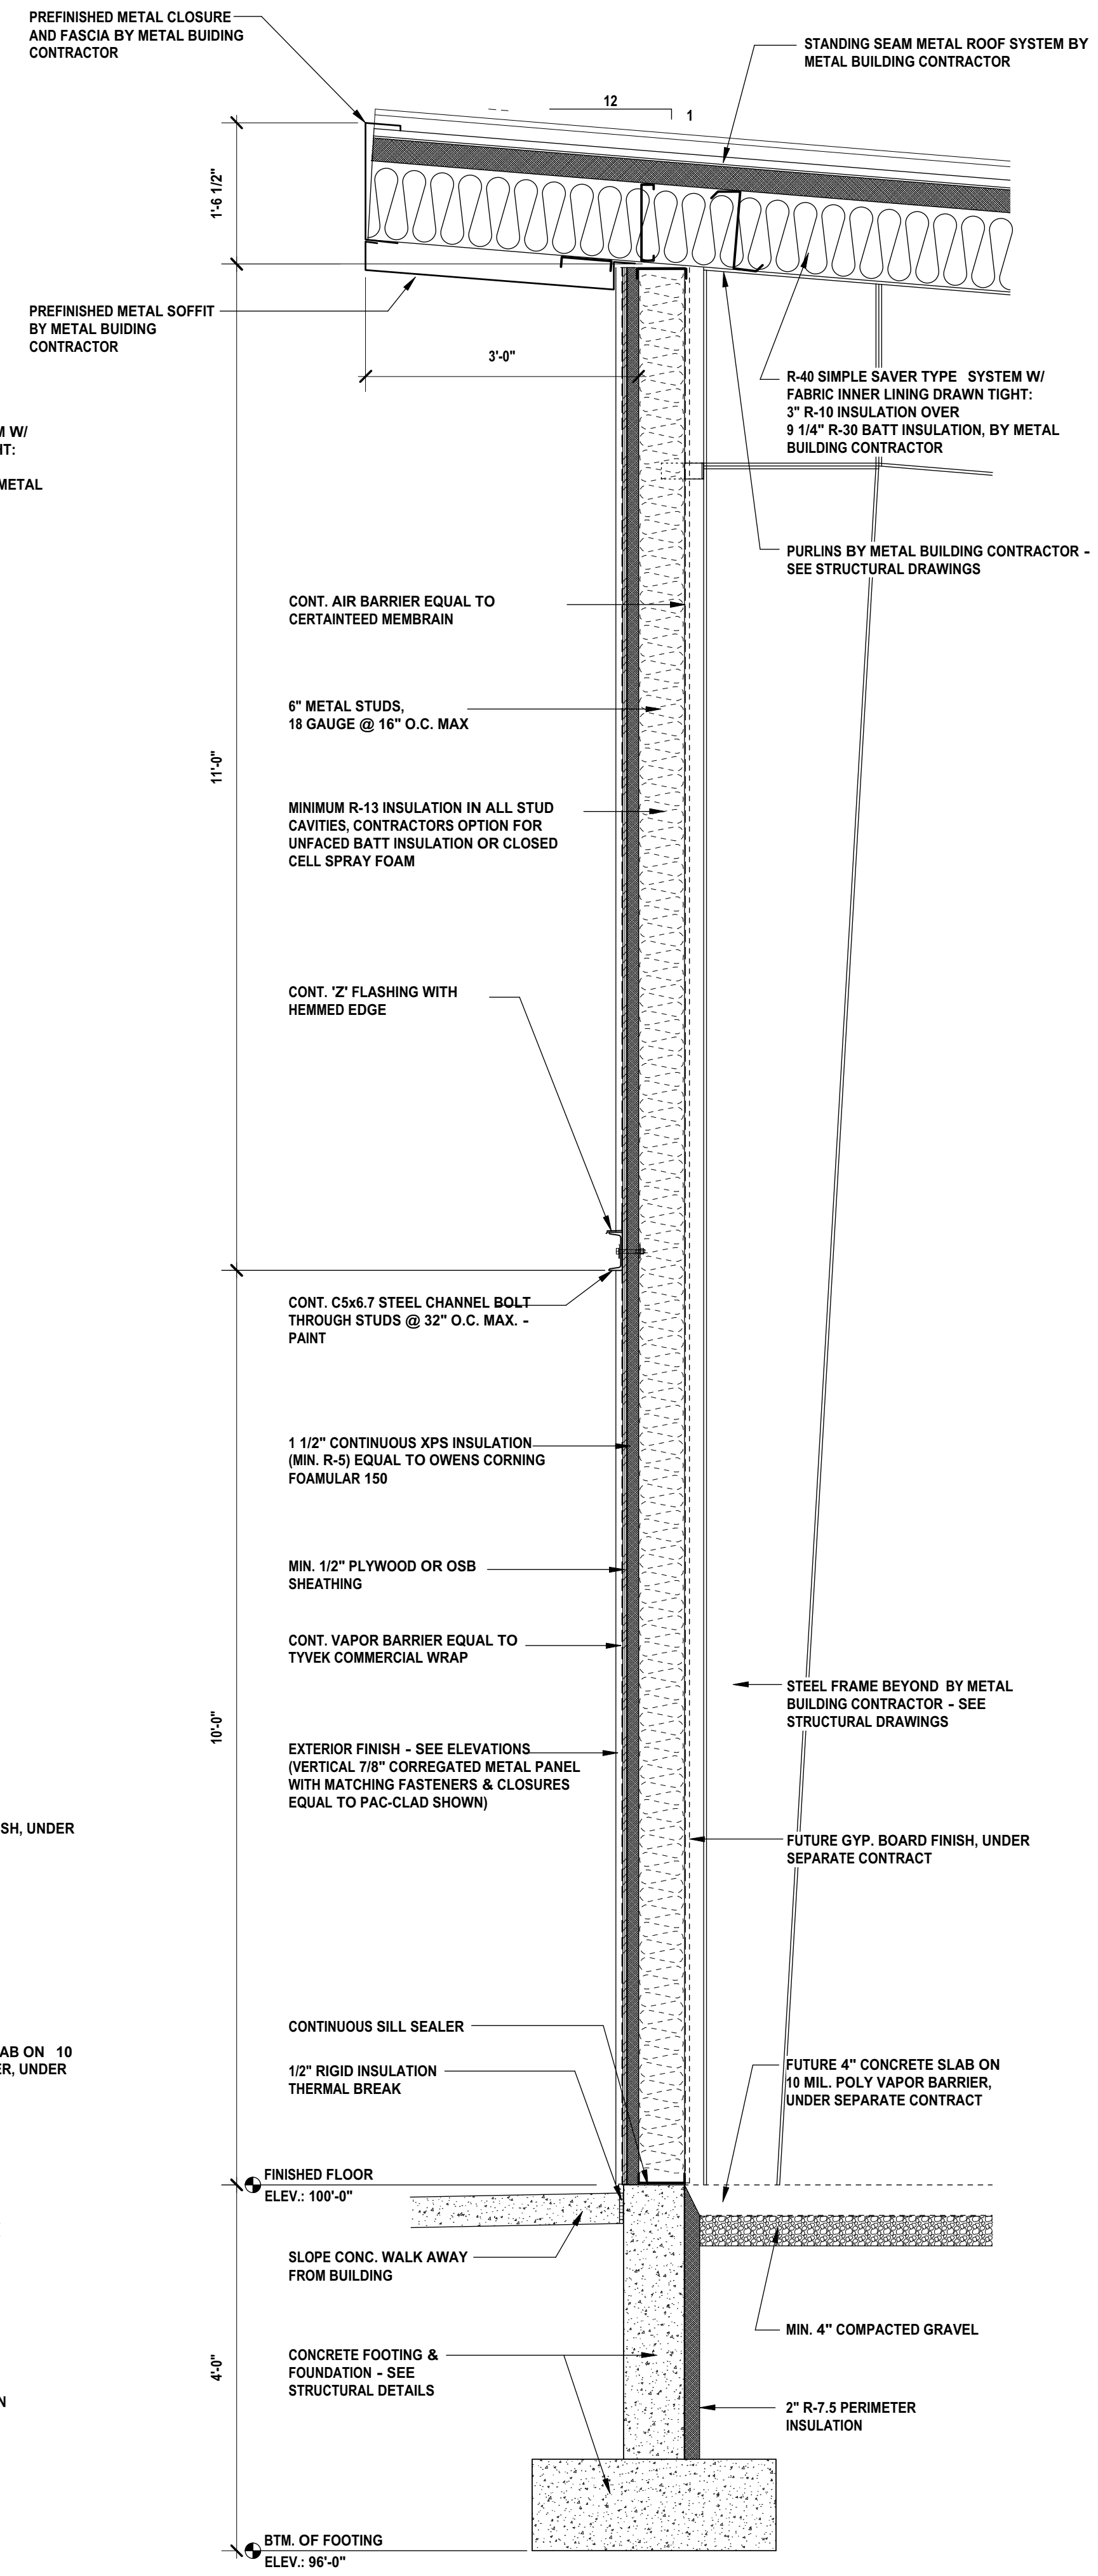 PREFINISHED METAL CLOSURE
AND FASCIA BY METAL BUIDING
CONTRACTOR
STANDING SEAM METAL ROOF SYSTEM BY
METAL BUILDING CONTRACTOR
12
1
1'-6 1/2"
PREFINISHED METAL SOFFIT
BY METAL BUIDING
CONTRACTOR
3'-0"
R-40 SIMPLE SAVER TYPE SYSTEM W/
FABRIC INNER LINING DRAWN TIGHT:
3" R-10 INSULATION OVER
9 1/4" R-30 BATT INSULATION, BY METAL
BUILDING CONTRACTOR
M W/
HT:
METAL
PURLINS BY METAL BUILDING CONTRACTOR -
SEE STRUCTURAL DRAWINGS
CONT. AIR BARRIER EQUAL TO
CERTAINTEED MEMBRAIN
6" METAL STUDS,
18 GAUGE @ 16" O.C. MAX
11'-0"
MINIMUM R-13 INSULATION IN ALL STUD
CAVITIES, CONTRACTORS OPTION FOR
UNFACED BATT INSULATION OR CLOSED
CELL SPRAY FOAM
CONT. 'Z' FLASHING WITH
HEMMED EDGE
CONT. C5x6.7 STEEL CHANNEL BOLT
THROUGH STUDS @ 32" O.C. MAX. -
PAINT
1 1/2" CONTINUOUS XPS INSULATION
(MIN. R-5) EQUAL TO OWENS CORNING
FOAMULAR 150
MIN. 1/2" PLYWOOD OR OSB
SHEATHING
CONT. VAPOR BARRIER EQUAL TO
TYVEK COMMERCIAL WRAP
STEEL FRAME BEYOND BY METAL
BUILDING CONTRACTOR - SEE
STRUCTURAL DRAWINGS
10'-0"
EXTERIOR FINISH - SEE ELEVATIONS
(VERTICAL 7/8" CORREGATED METAL PANEL
WITH MATCHING FASTENERS & CLOSURES
EQUAL TO PAC-CLAD SHOWN)
SH, UNDER
FUTURE GYP. BOARD FINISH, UNDER
SEPARATE CONTRACT
CONTINUOUS SILL SEALER
AB ON 10
ER, UNDER
1/2" RIGID INSULATION
THERMAL BREAK
FUTURE 4" CONCRETE SLAB ON
10 MIL. POLY VAPOR BARRIER,
UNDER SEPARATE CONTRACT
FINISHED FLOOR
ELEV.: 100'-0"
SLOPE CONC. WALK AWAY
FROM BUILDING
MIN. 4" COMPACTED GRAVEL
4'-0"
CONCRETE FOOTING &
FOUNDATION - SEE
STRUCTURAL DETAILS
N
2" R-7.5 PERIMETER
INSULATION
BTM. OF FOOTING
ELEV.: 96'-0"